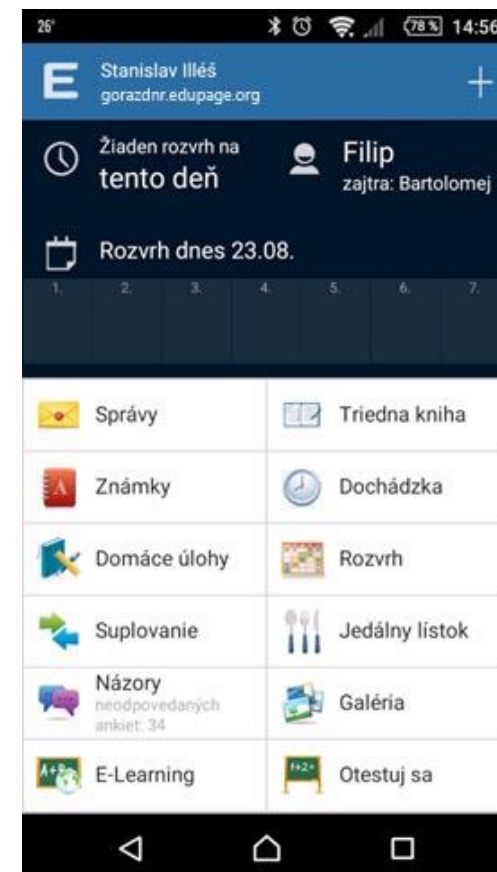 26° 78 % 14:56
E Stanislav Illéš
gorazdnr.edupage.org
Žiaden rozvrh na
tento deň
Filip
zajtra: Bartolomej
Rozvrh dnes 23.08.
1. 2. 3. 4. 5. 6. 7.
Správy
Triedna kniha
A Známky
Dochádzka
Domáce úlohy
Rozvrh
Suplovanie
Jedálny lístok
Názory
neodpovedaných
ankiet: 34
Galéria
E-Learning
1+2= Otestuj sa